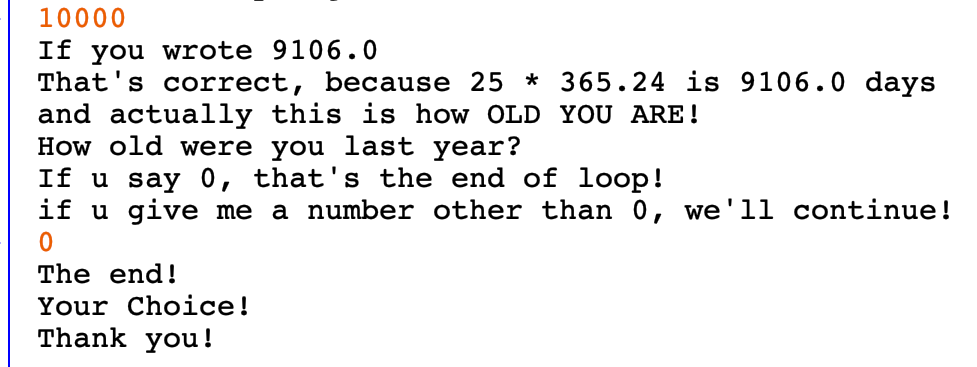 10000
If you wrote 9106.0
That's correct, because 25 * 365.24 is 9106.0 days
and actually this is how OLD YOU ARE!
How old were you last year?
If u say 0, that's the end of loop!
if u give me a number other than 0, we'll continue!
0
The end!
Your Choice!
Thank you!